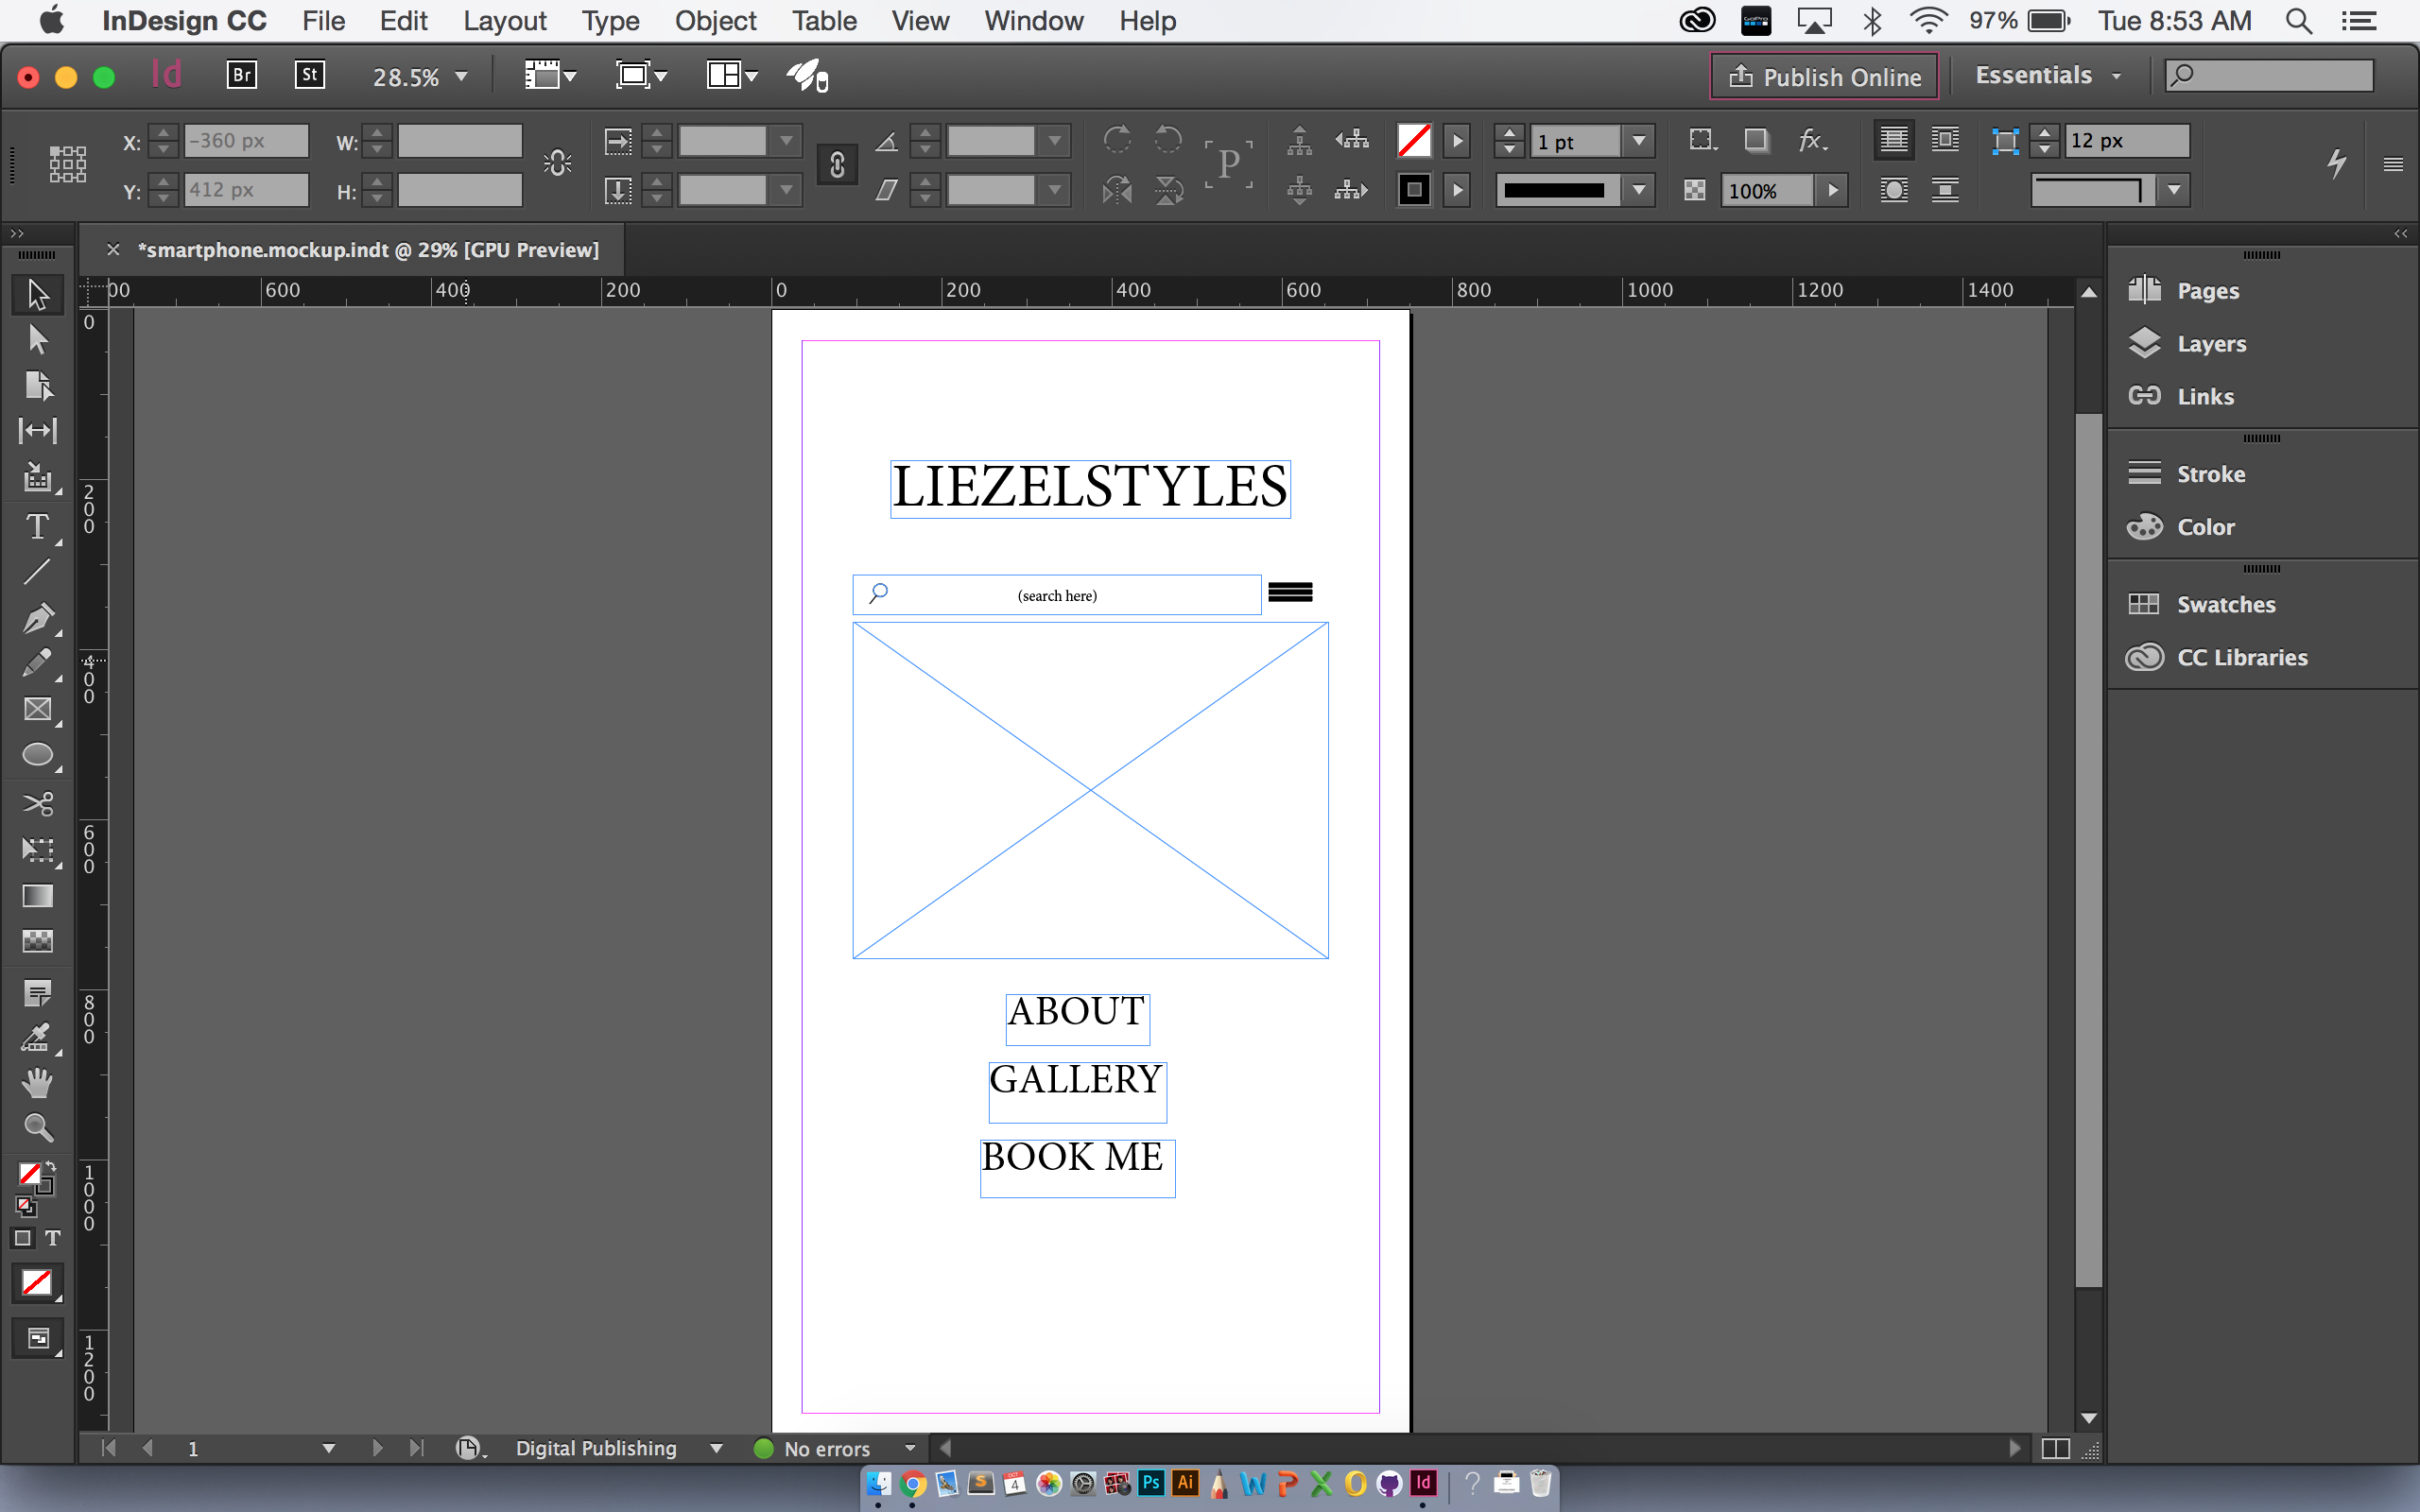 InDesign CC File Edit Layout Type Object Table View Window Help 97% Tue 8:53 AM
Id Br St 28.5% Publish Online Essentials
X: -360 px W: 1 pt fx. 12 px
Y: 412 px H: P 100%
× *smartphone.mockup.indt @ 29% [GPU Preview]
00 600 400 200 0 200 400 600 800 1000 1200 1400
0
200
400
600
800
1000
1200
Pages
Layers
Links
Stroke
Color
Swatches
CC Libraries
LIEZELSTYLES
(search here)
ABOUT
GALLERY
BOOK ME
T
T
1 Digital Publishing No errors
S OCT 4 Ps Ai W P X O Id ?